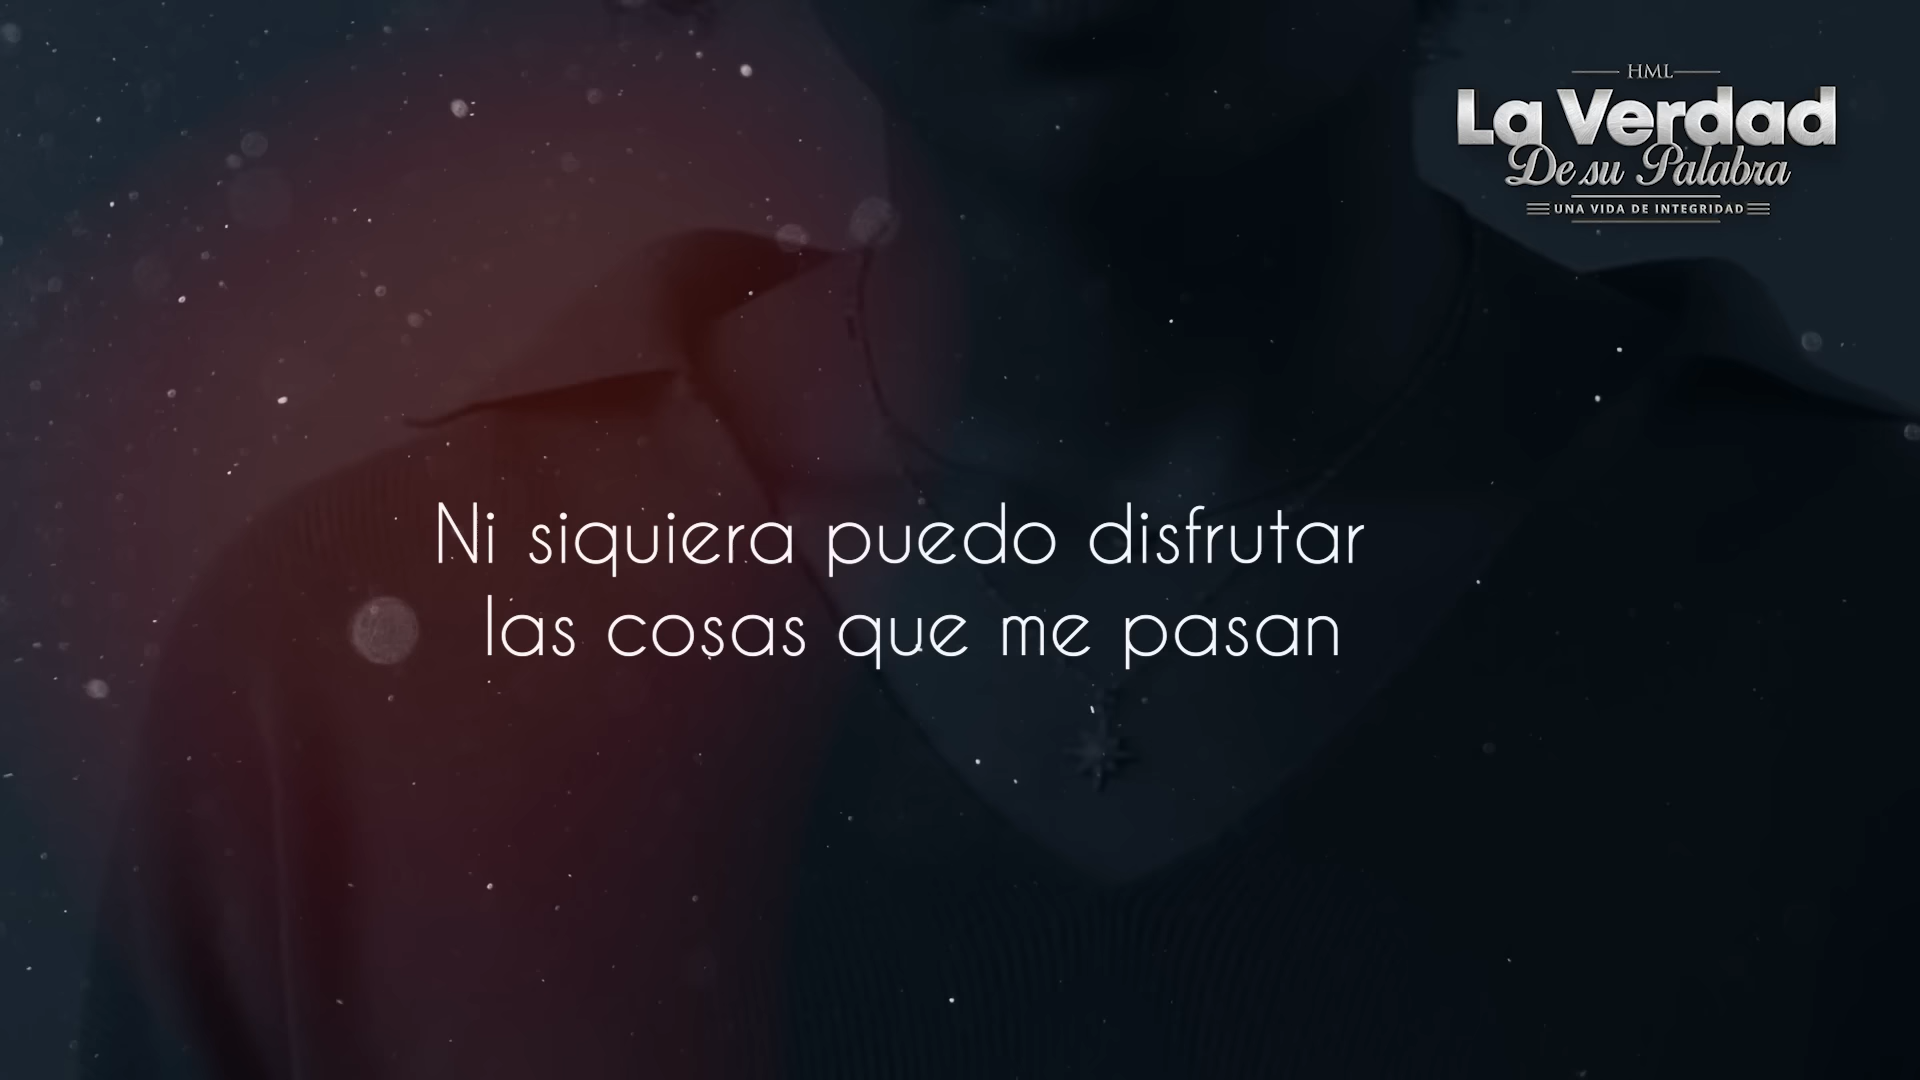 HML
La Verdad
De su Palabra
UNA VIDA DE INTEGRIDAD
Ni siquiera puedo disfrutar
las cosas que me pasan